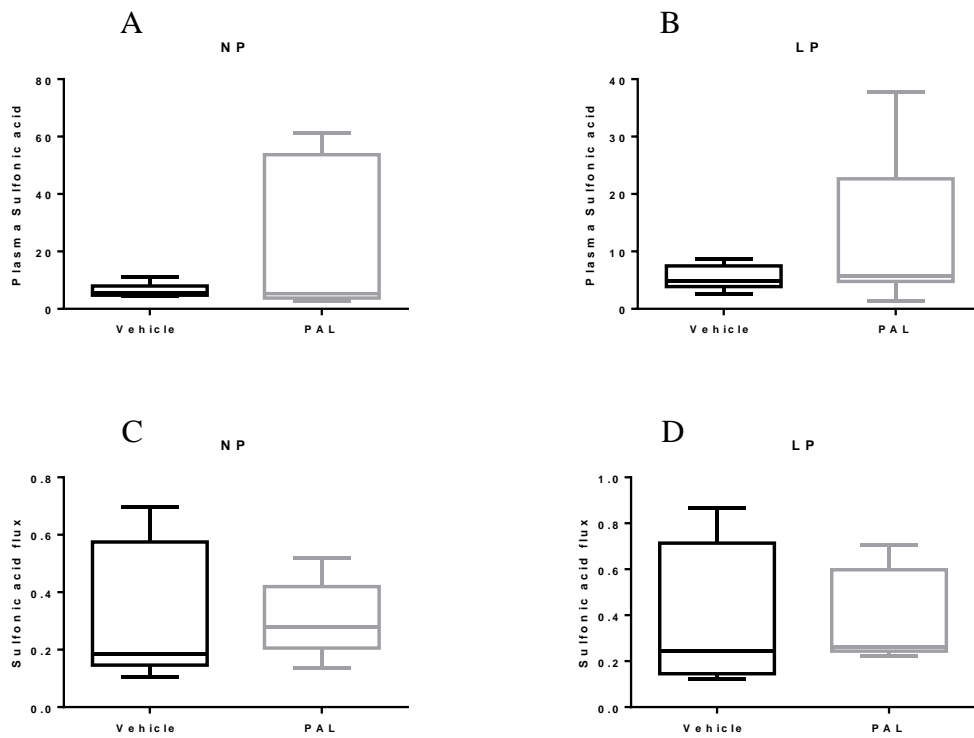 A
NP
Plasma Sulfonic acid
80
60
40
20
0
Vehicle
PAL
B
LP
Plasma Sulfonic acid
40
30
20
10
0
Vehicle
PAL
C
NP
Sulfonic acid flux
0.8
0.6
0.4
0.2
0.0
Vehicle
PAL
D
LP
Sulfonic acid flux
1.0
0.8
0.6
0.4
0.2
0.0
Vehicle
PAL